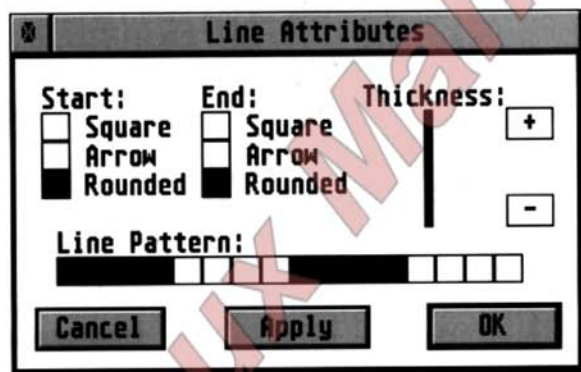 Line Attributes
Start: End: Thickness:
Square Square +
Arrow Arrow
Rounded Rounded
-
Line Pattern:
Cancel Apply OK